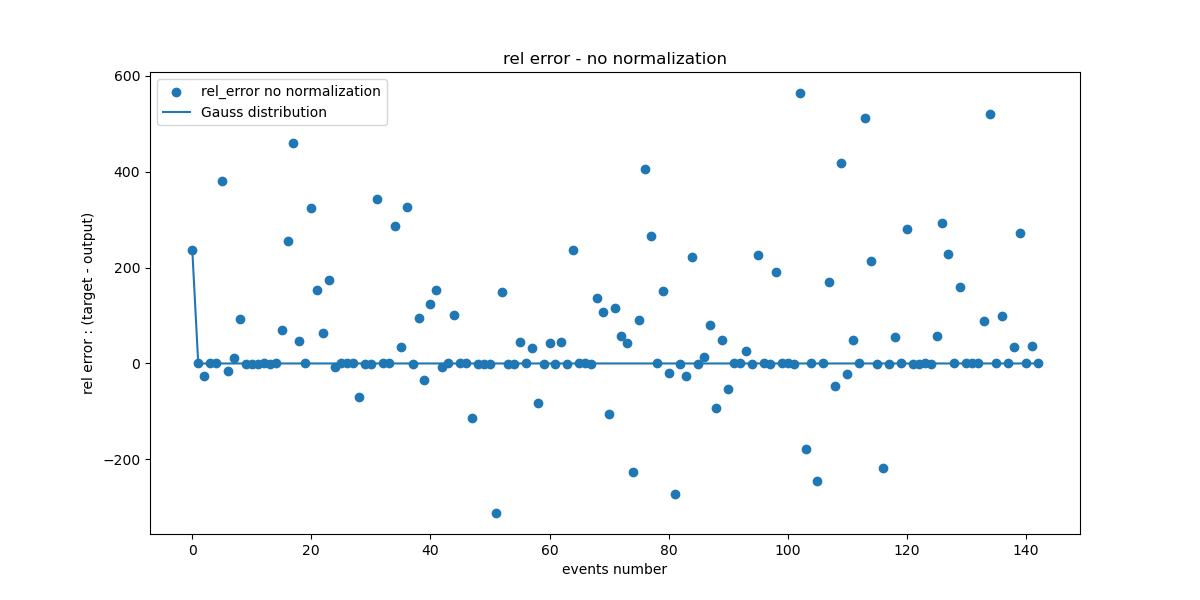 rel error - no normalization
rel_error no normalization
Gauss distribution
600
400
200
0
−200
rel error : (target - output)
0
20
40
60
80
100
120
140
events number